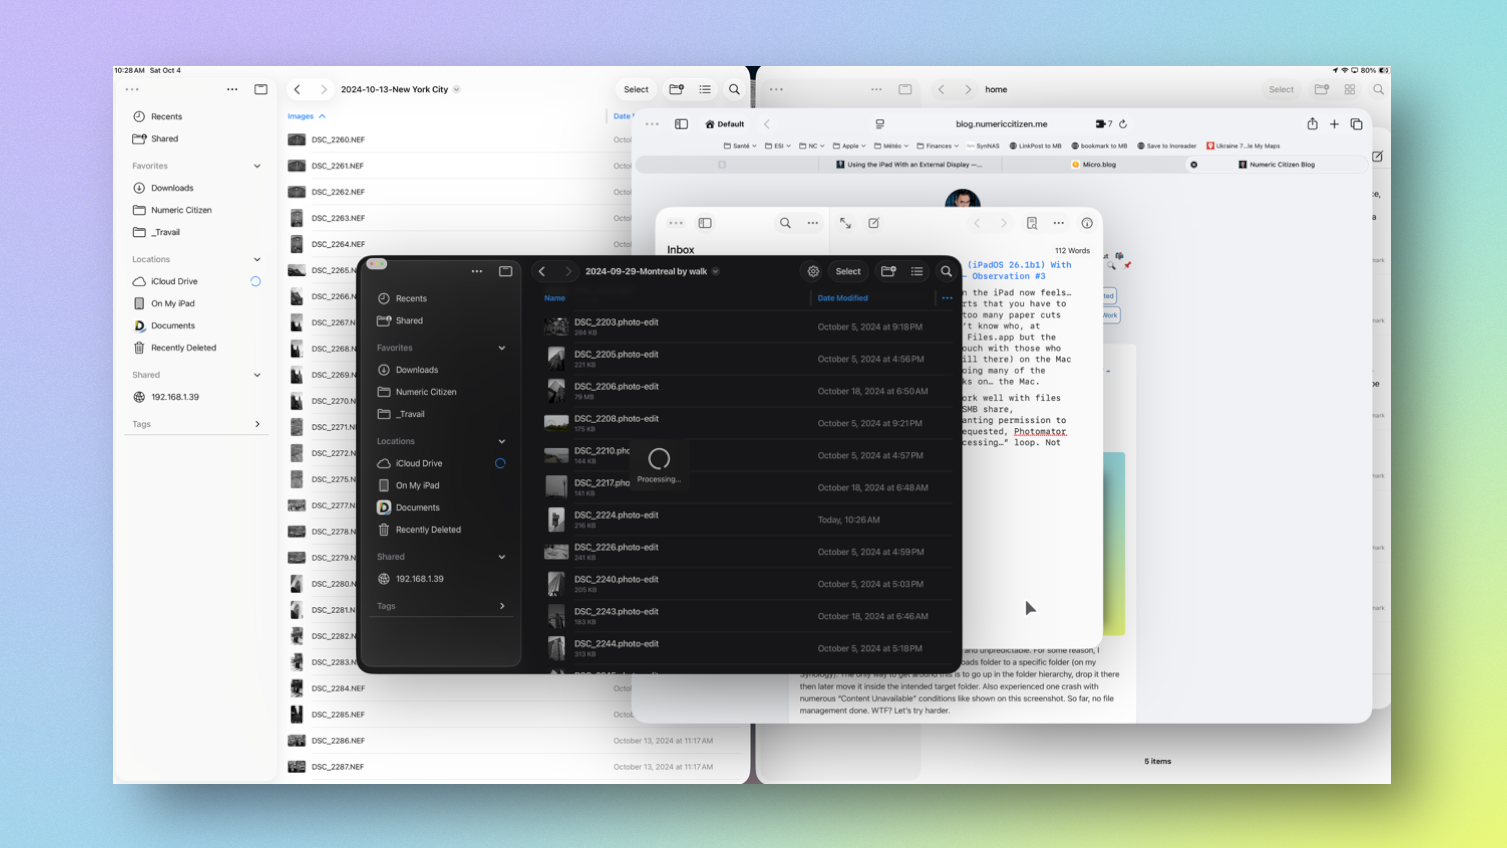 10:28 AM Sat Oct 4
80%
2024-10-13-New York City
Select
Recents
Shared
Favorites
Downloads
Numeric Citizen
_Travail
Locations
iCloud Drive
On My iPad
Documents
Recently Deleted
Shared
192.168.1.39
Tags
Images
Date
DSC_2260.NEF
DSC_2261.NEF
DSC_2262.NEF
DSC_2263.NEF
DSC_2264.NEF
DSC_2265.N
DSC_2266.N
DSC_2267.N
DSC_2268.N
DSC_2269.N
DSC_2270.N
DSC_2271.N
DSC_2272.N
DSC_2275.N
DSC_2277.N
DSC_2278.N
DSC_2279.N
DSC_2280.N
DSC_2281.N
DSC_2282.N
DSC_2283.N
DSC_2284.NEF
DSC_2285.NEF
DSC_2286.NEF
October 13, 2024 at 11:17 AM
DSC_2287.NEF
October 13, 2024 at 11:17 AM
home
Select
5 items
Default
blog.numericcitizen.me
7
Santé
ESI
NC
Apple
Météo
Finances
SynNAS
LinkPost to MB
bookmark to MB
Save to Inoreader
Ukraine 7...le My Maps
Using the iPad With an External Display —...
Micro.blog
Numeric Citizen Blog
Inbox
112 Words
(iPadOS 26.1b1) With
— Observation #3
n the iPad now feels…
rts that you have to
too many paper cuts
't know who, at
Files.app but the
ouch with those who
ill there) on the Mac
oing many of the
ks on… the Mac.
ork well with files
SMB share,
anting permission to
equested, Photomator
cessing…" loop. Not
2024-09-29-Montreal by walk
Select
Recents
Shared
Favorites
Downloads
Numeric Citizen
_Travail
Locations
iCloud Drive
On My iPad
Documents
Recently Deleted
Shared
192.168.1.39
Tags
Name
Date Modified
DSC_2203.photo-edit
284 KB
October 5, 2024 at 9:18 PM
DSC_2205.photo-edit
221 KB
October 5, 2024 at 4:56 PM
DSC_2206.photo-edit
79 MB
October 18, 2024 at 6:50 AM
DSC_2208.photo-edit
175 KB
October 5, 2024 at 9:21 PM
DSC_2210.pho
144 KB
October 5, 2024 at 4:57 PM
DSC_2217.pho
141 KB
October 18, 2024 at 6:48 AM
DSC_2224.photo-edit
216 KB
Today, 10:26 AM
DSC_2226.photo-edit
241 KB
October 5, 2024 at 4:59 PM
DSC_2240.photo-edit
205 KB
October 5, 2024 at 5:03 PM
DSC_2243.photo-edit
183 KB
October 18, 2024 at 6:46 AM
DSC_2244.photo-edit
313 KB
October 5, 2024 at 5:18 PM
Processing...
and unpredictable. For some reason, I
oads folder to a specific folder (on my
Synology). The only way to get around this is to go up in the folder hierarchy, drop it there
then later move it inside the intended target folder. Also experienced one crash with
numerous "Content Unavailable" conditions like shown on this screenshot. So far, no file
management done. WTF? Let's try harder.